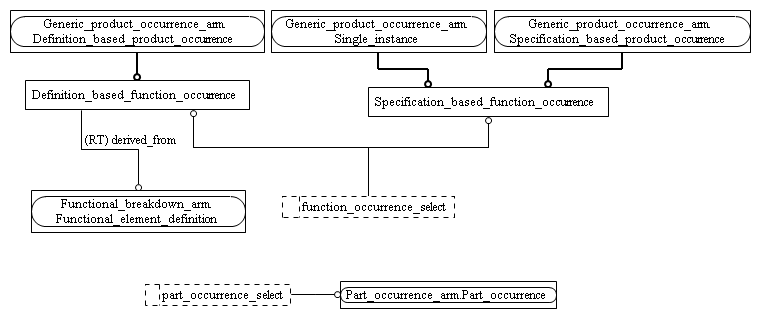 Generic_product_occurrence_arm.
Definition_based_product_occurrence
Generic_product_occurrence_arm.
Single_instance
Generic_product_occurrence_arm.
Specification_based_product_occurrence
Definition_based_function_occurrence
Specification_based_function_occurrence
(RT) derived_from
Functional_breakdown_arm.
Functional_element_definition
function_occurrence_select
part_occurrence_select
Part_occurrence_arm.Part_occurrence